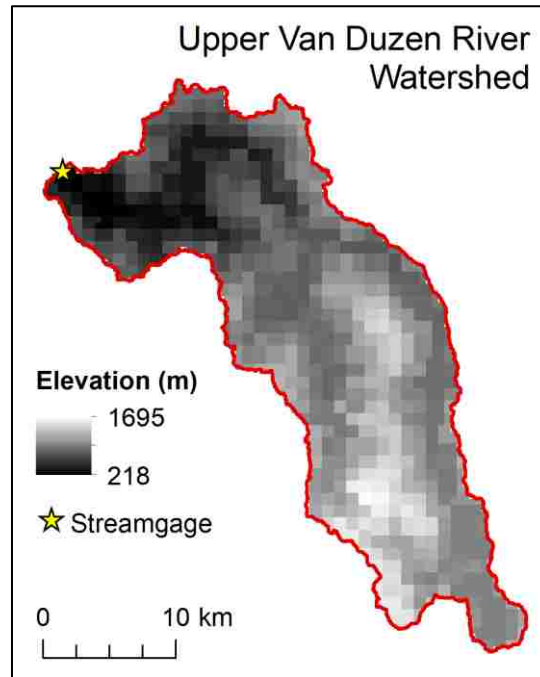 Upper Van Duzen River
Watershed
Elevation (m)
1695
218
Streamgage
0 10 km